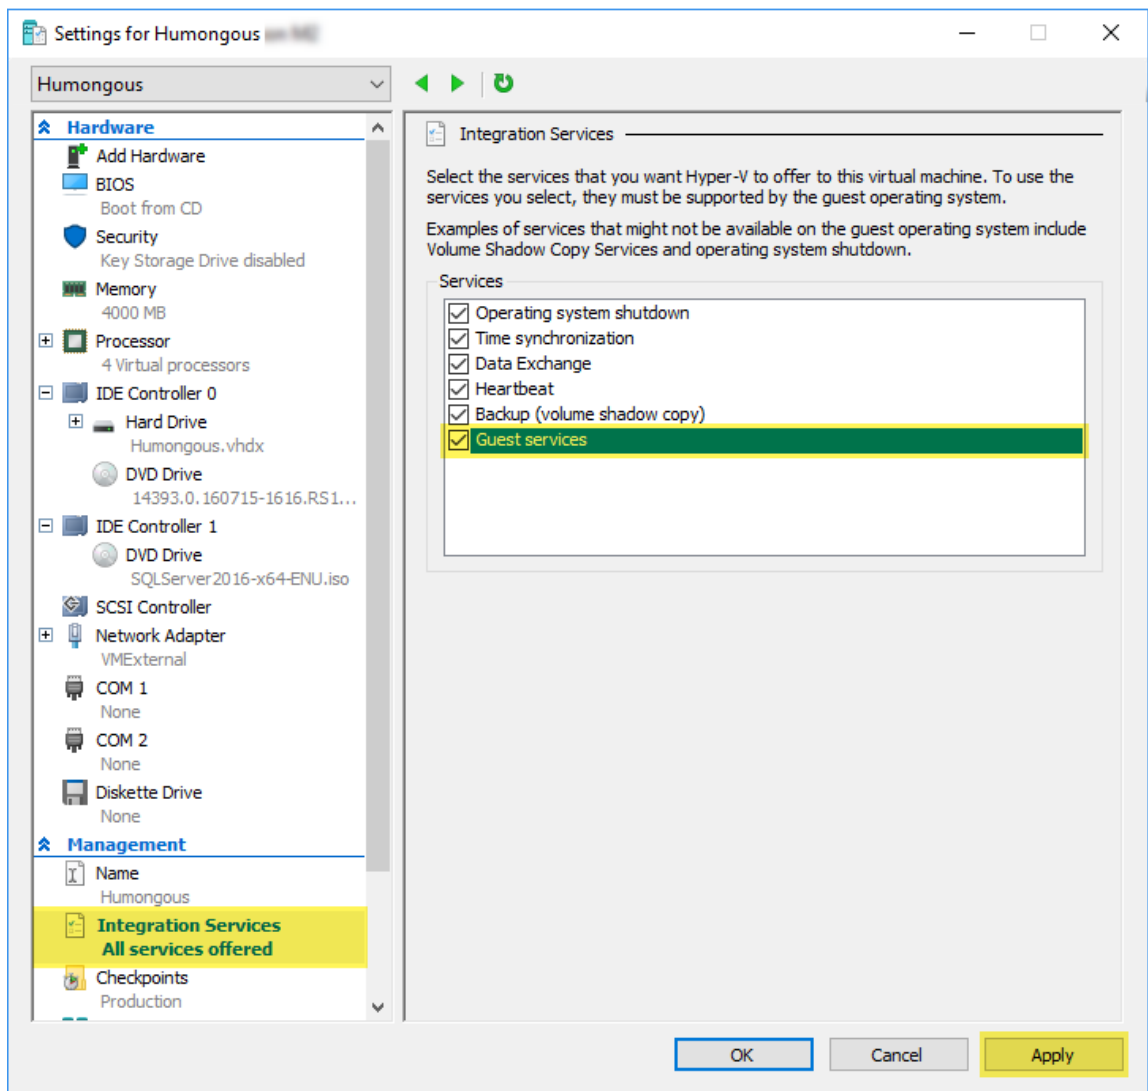 Settings for Humongous
Humongous
Hardware
Add Hardware
BIOS
Boot from CD
Security
Key Storage Drive disabled
Memory
4000 MB
Processor
4 Virtual processors
IDE Controller 0
Hard Drive
Humongous.vhdx
DVD Drive
14393.0.160715-1616.RS1...
IDE Controller 1
DVD Drive
SQLServer2016-x64-ENU.iso
SCSI Controller
Network Adapter
VMExternal
COM 1
None
COM 2
None
Diskette Drive
None
Management
Name
Humongous
Integration Services
All services offered
Checkpoints
Production
Integration Services
Select the services that you want Hyper-V to offer to this virtual machine. To use the
services you select, they must be supported by the guest operating system.
Examples of services that might not be available on the guest operating system include
Volume Shadow Copy Services and operating system shutdown.
Services
Operating system shutdown
Time synchronization
Data Exchange
Heartbeat
Backup (volume shadow copy)
Guest services
OK
Cancel
Apply